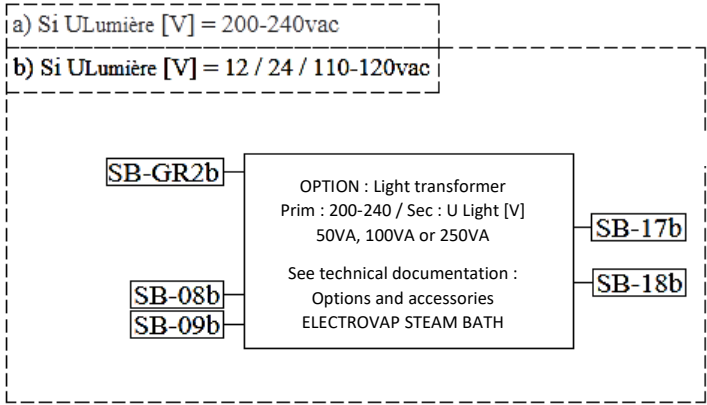 a) Si ULumière [V] = 200-240vac
b) Si ULumière [V] = 12 / 24 / 110-120vac
SB-GR2b
OPTION : Light transformer
Prim : 200-240 / Sec : U Light [V]
50VA, 100VA or 250VA
SB-17b
See technical documentation :
SB-18b
SB-08b
Options and accessories
SB-09b
ELECTROVAP STEAM BATH